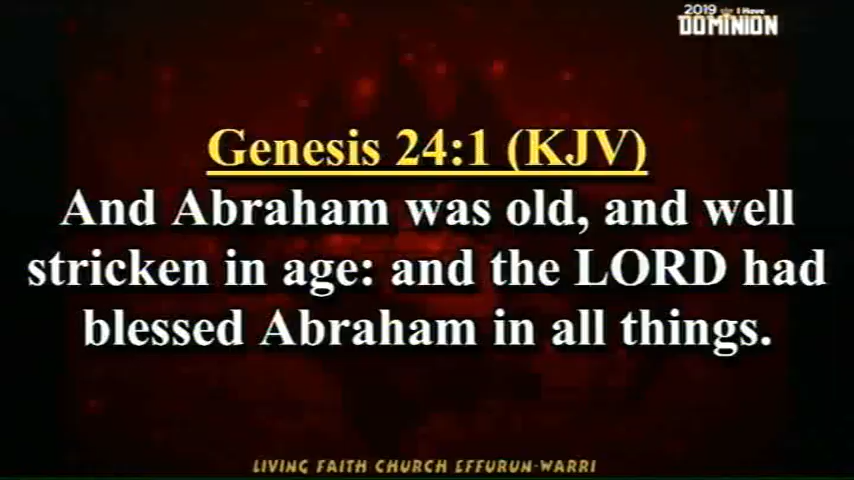 2019 I Have
DOMINION
Genesis 24:1 (KJV)
And Abraham was old, and well
stricken in age: and the LORD had
blessed Abraham in all things.
LIVING FAITH CHURCH EFFURUN-WARRI